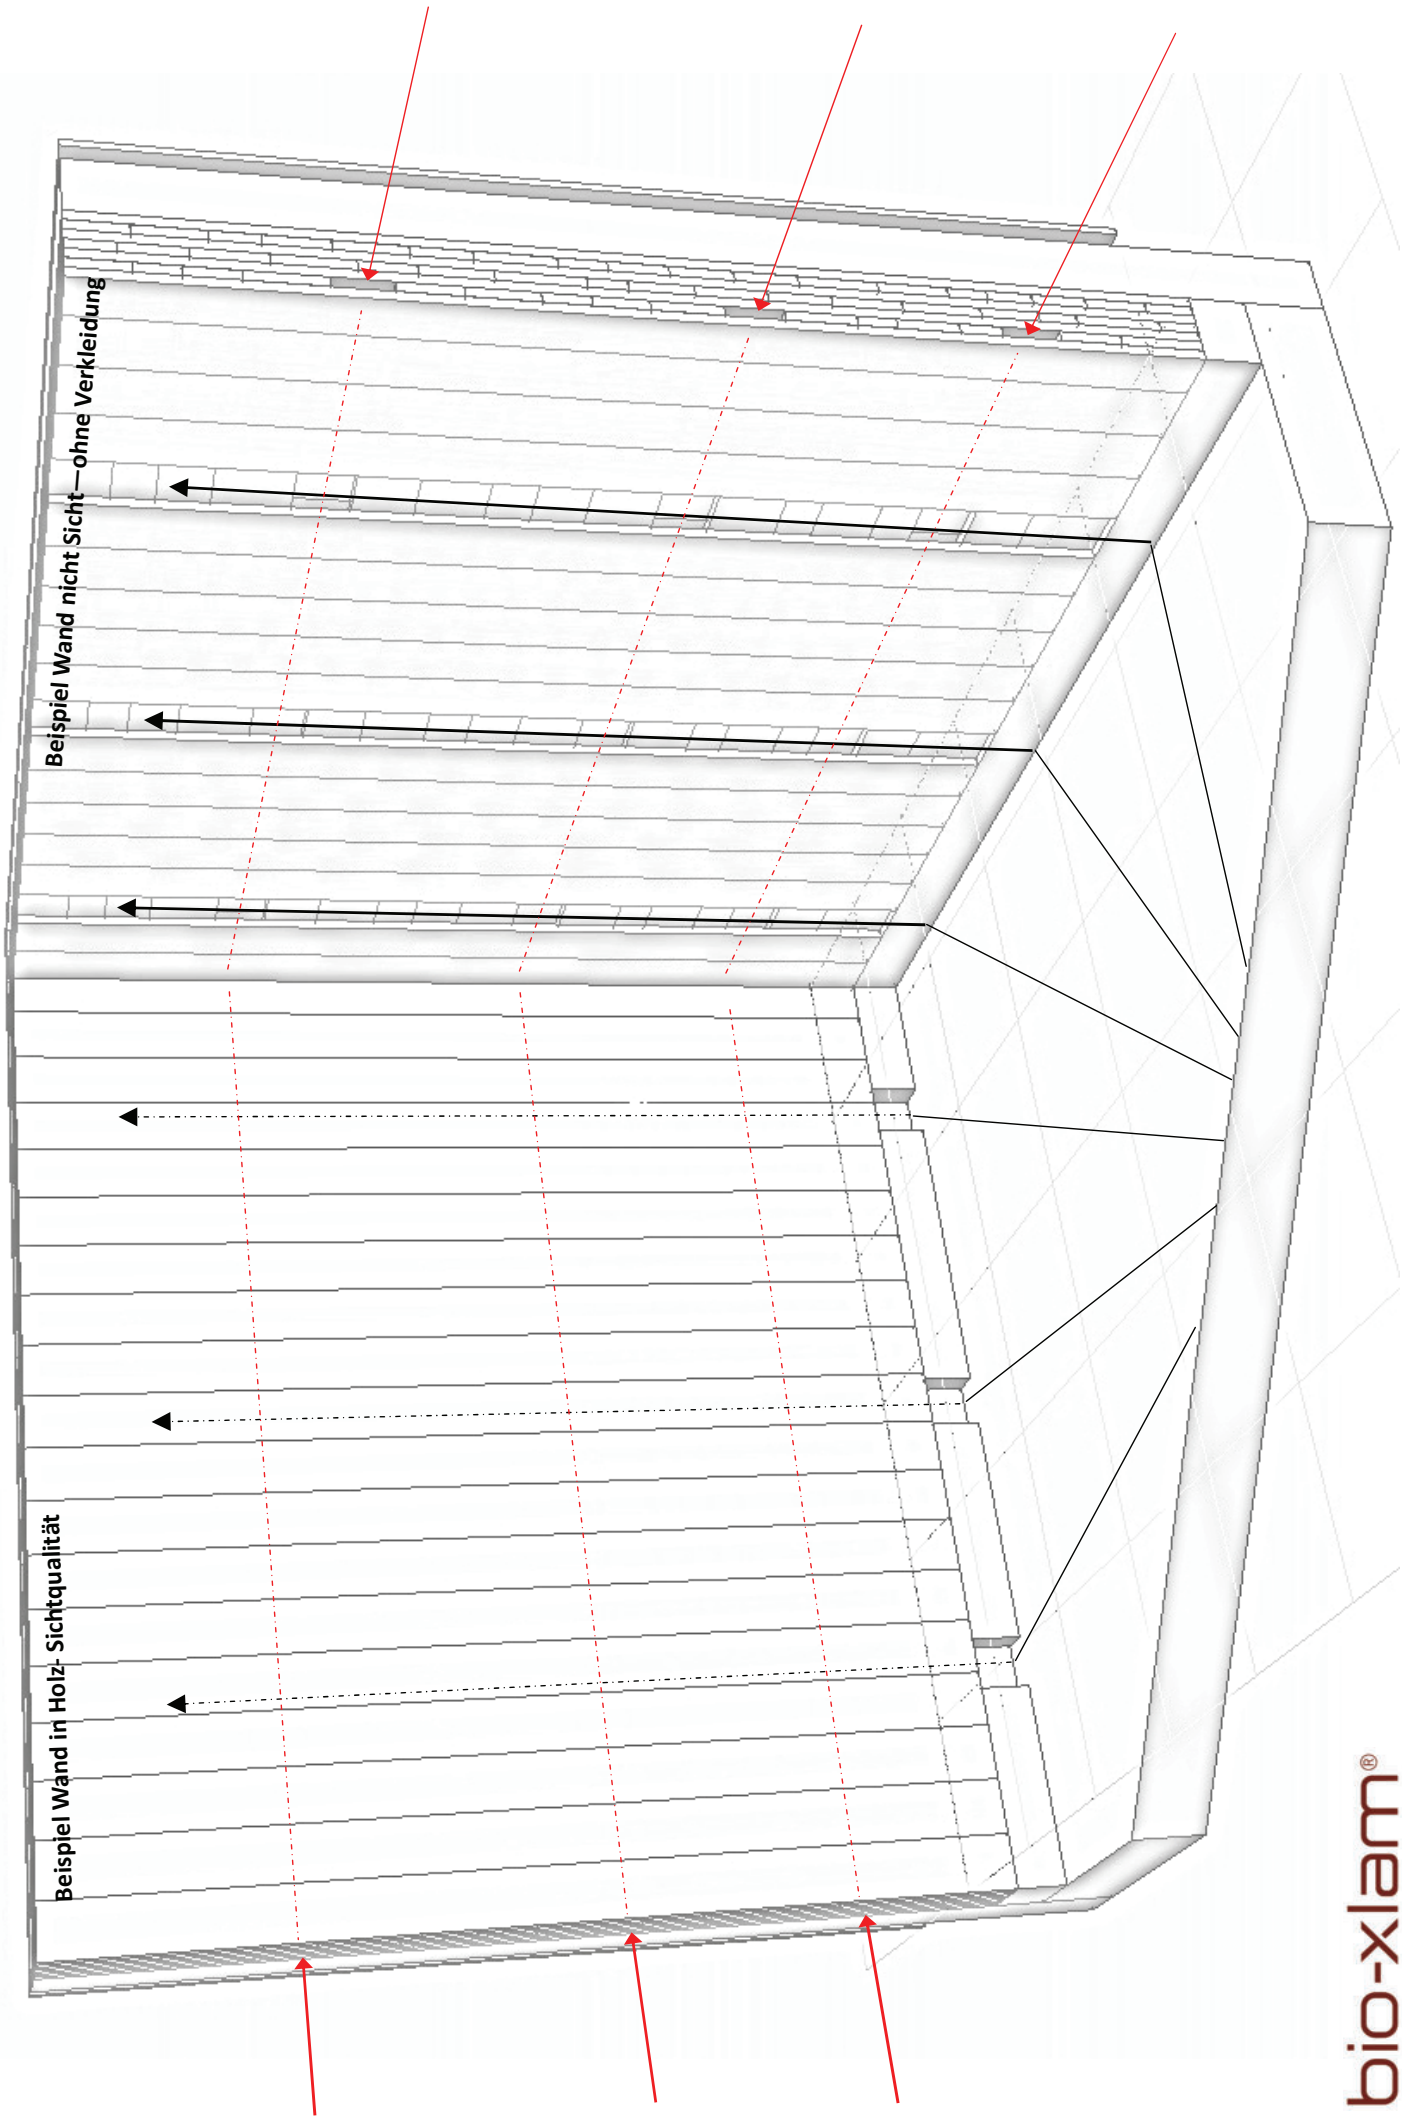 Beispiel Wand in Holz- Sichtqualität
Beispiel Wand nicht Sicht—ohne Verkleidung
bio-xlam®